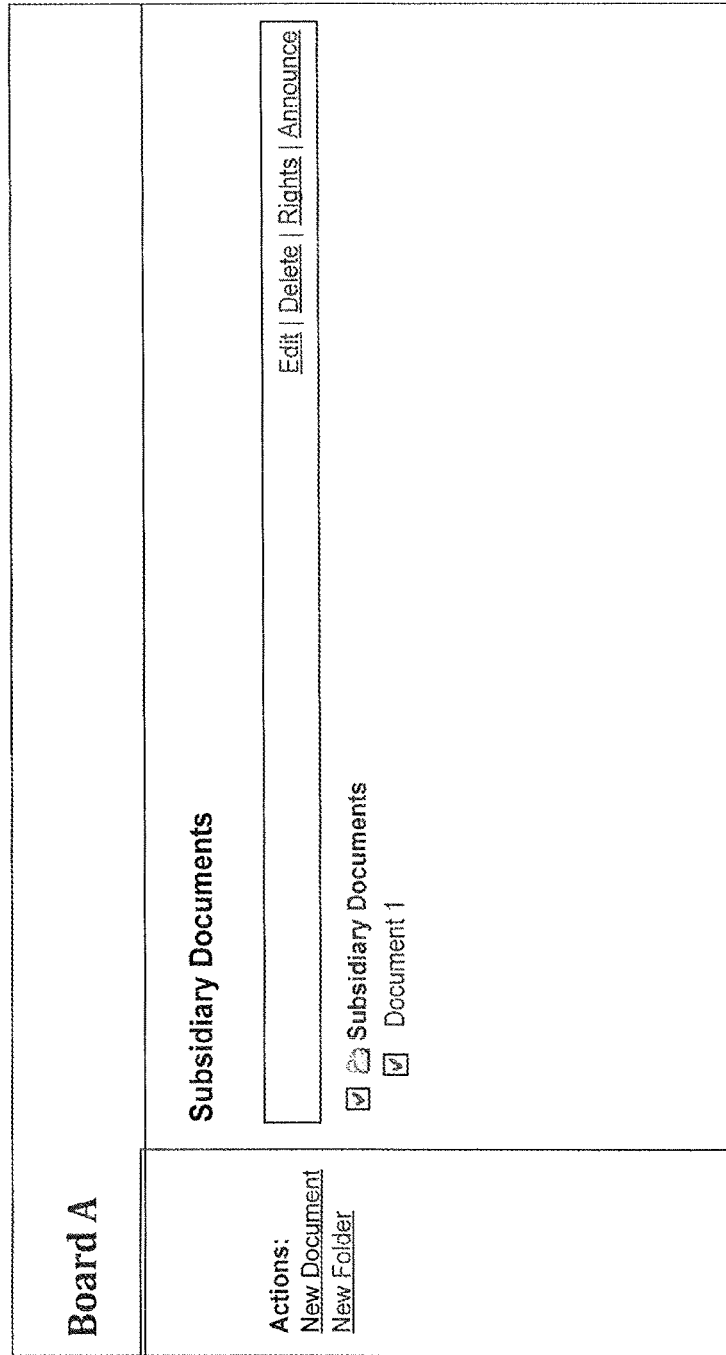 Board A
Actions:
New Document
New Folder
Subsidiary Documents
Edit | Delete | Rights | Announce
Subsidiary Documents
Document 1